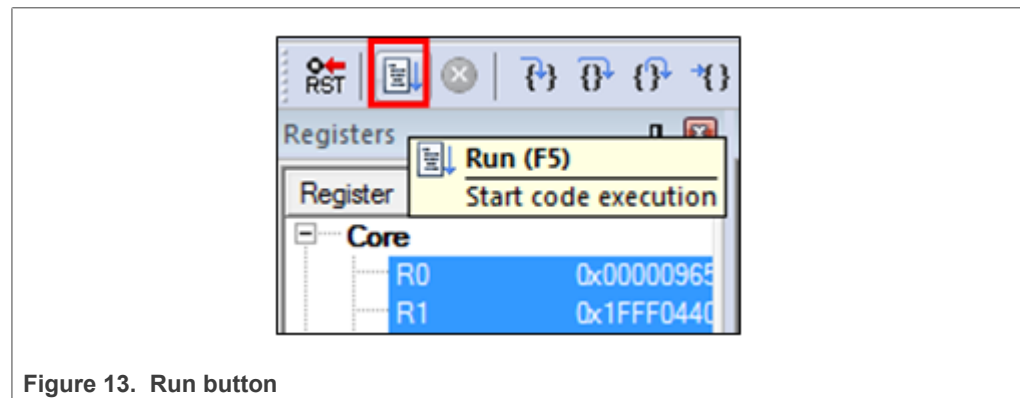 RST
Registers
Run (F5)
Register
Start code execution
Core
R0 0x00000965
R1 0x1FFF0440
Figure 13. Run button